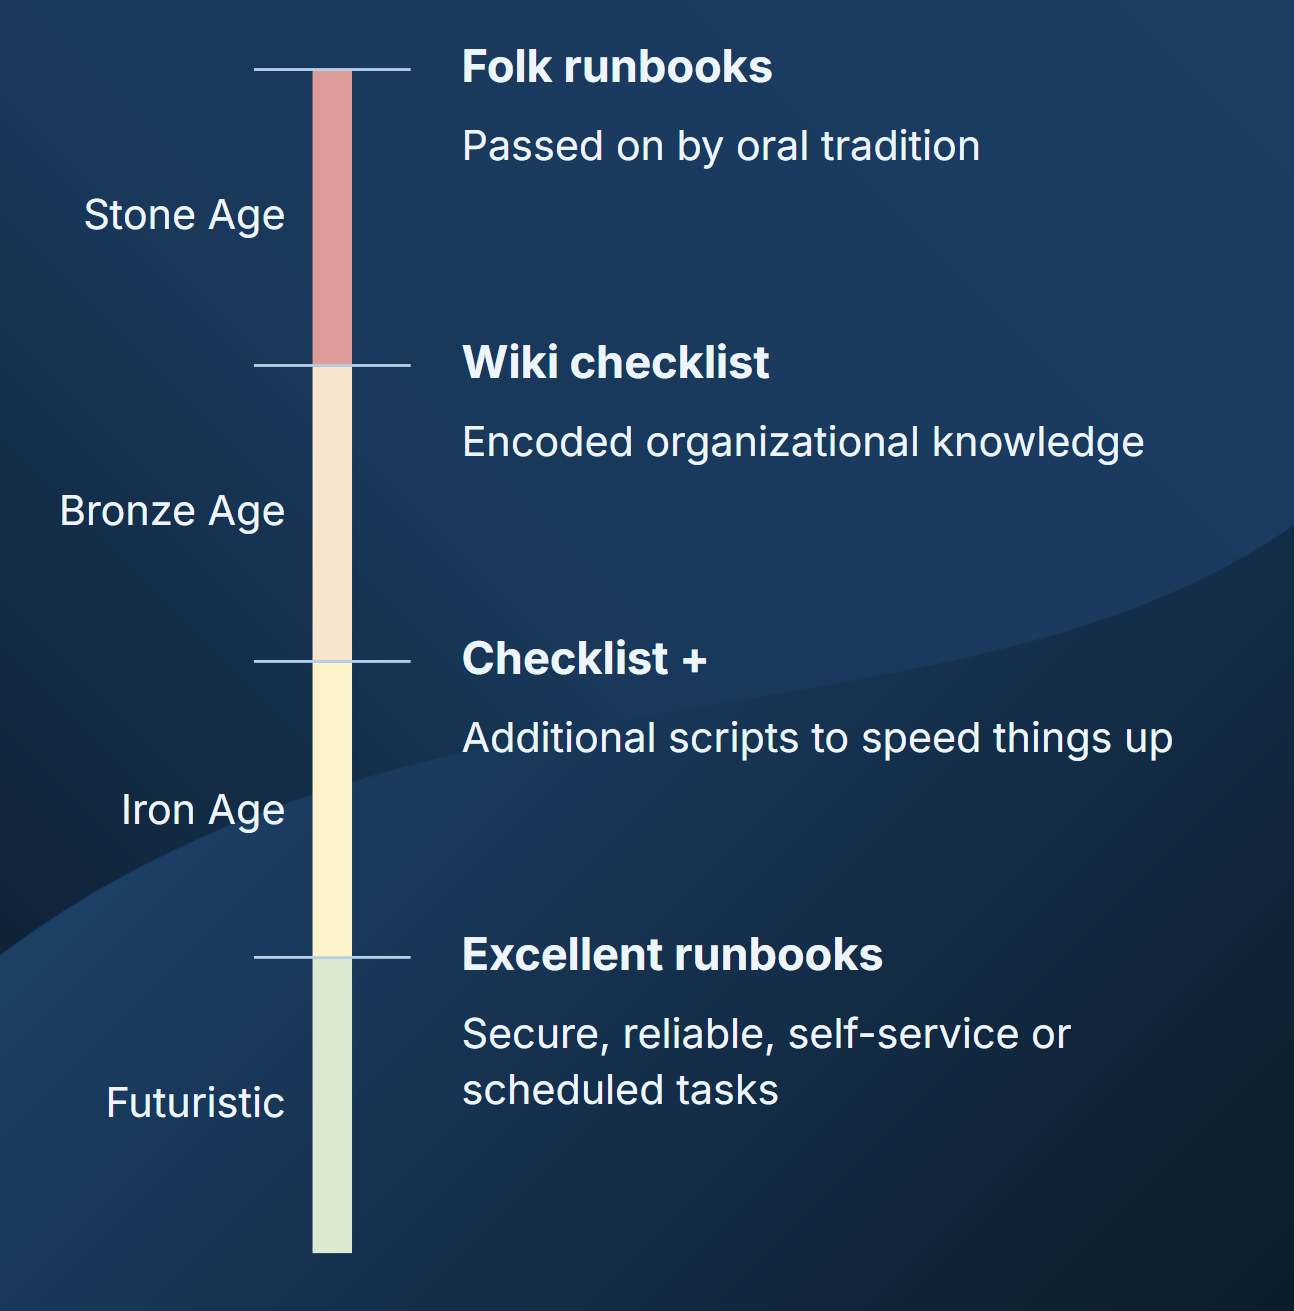 Folk runbooks
Passed on by oral tradition
Stone Age
Wiki checklist
Encoded organizational knowledge
Bronze Age
Checklist +
Additional scripts to speed things up
Iron Age
Excellent runbooks
Secure, reliable, self-service or
scheduled tasks
Futuristic